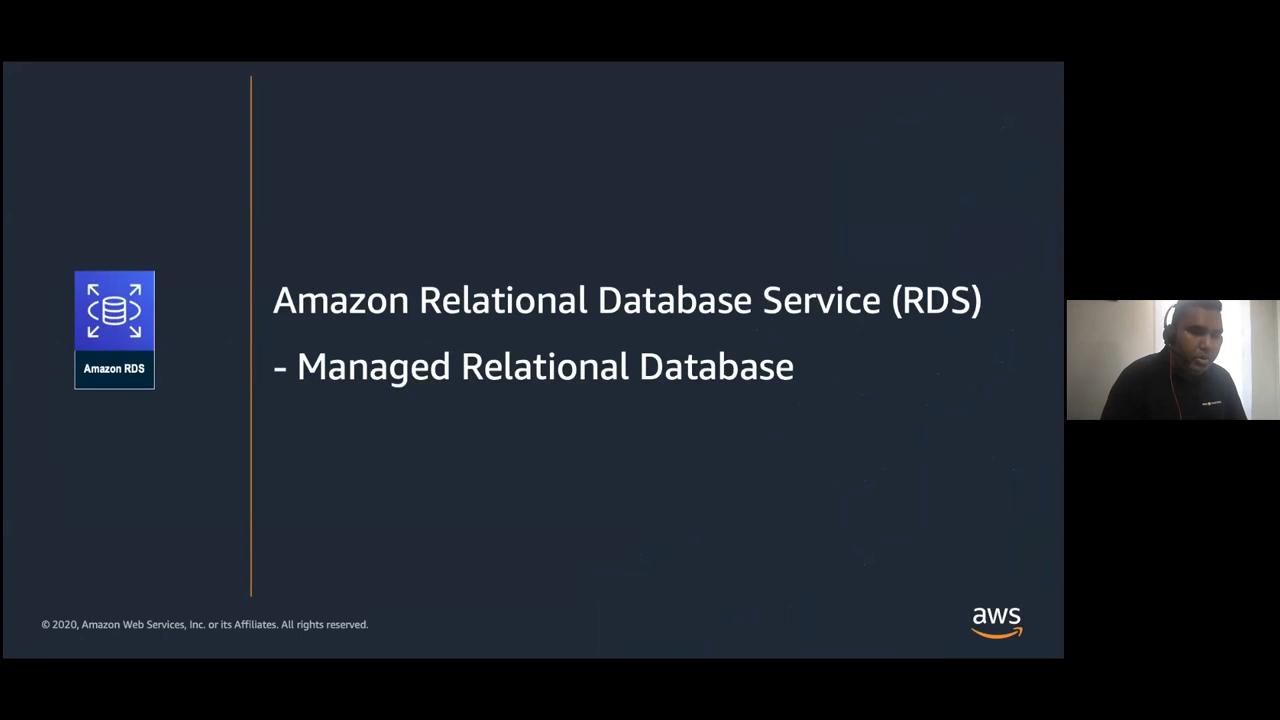 Amazon Relational Database Service (RDS)
- Managed Relational Database
Amazon RDS
© 2020, Amazon Web Services, Inc. or its Affiliates. All rights reserved.
aws